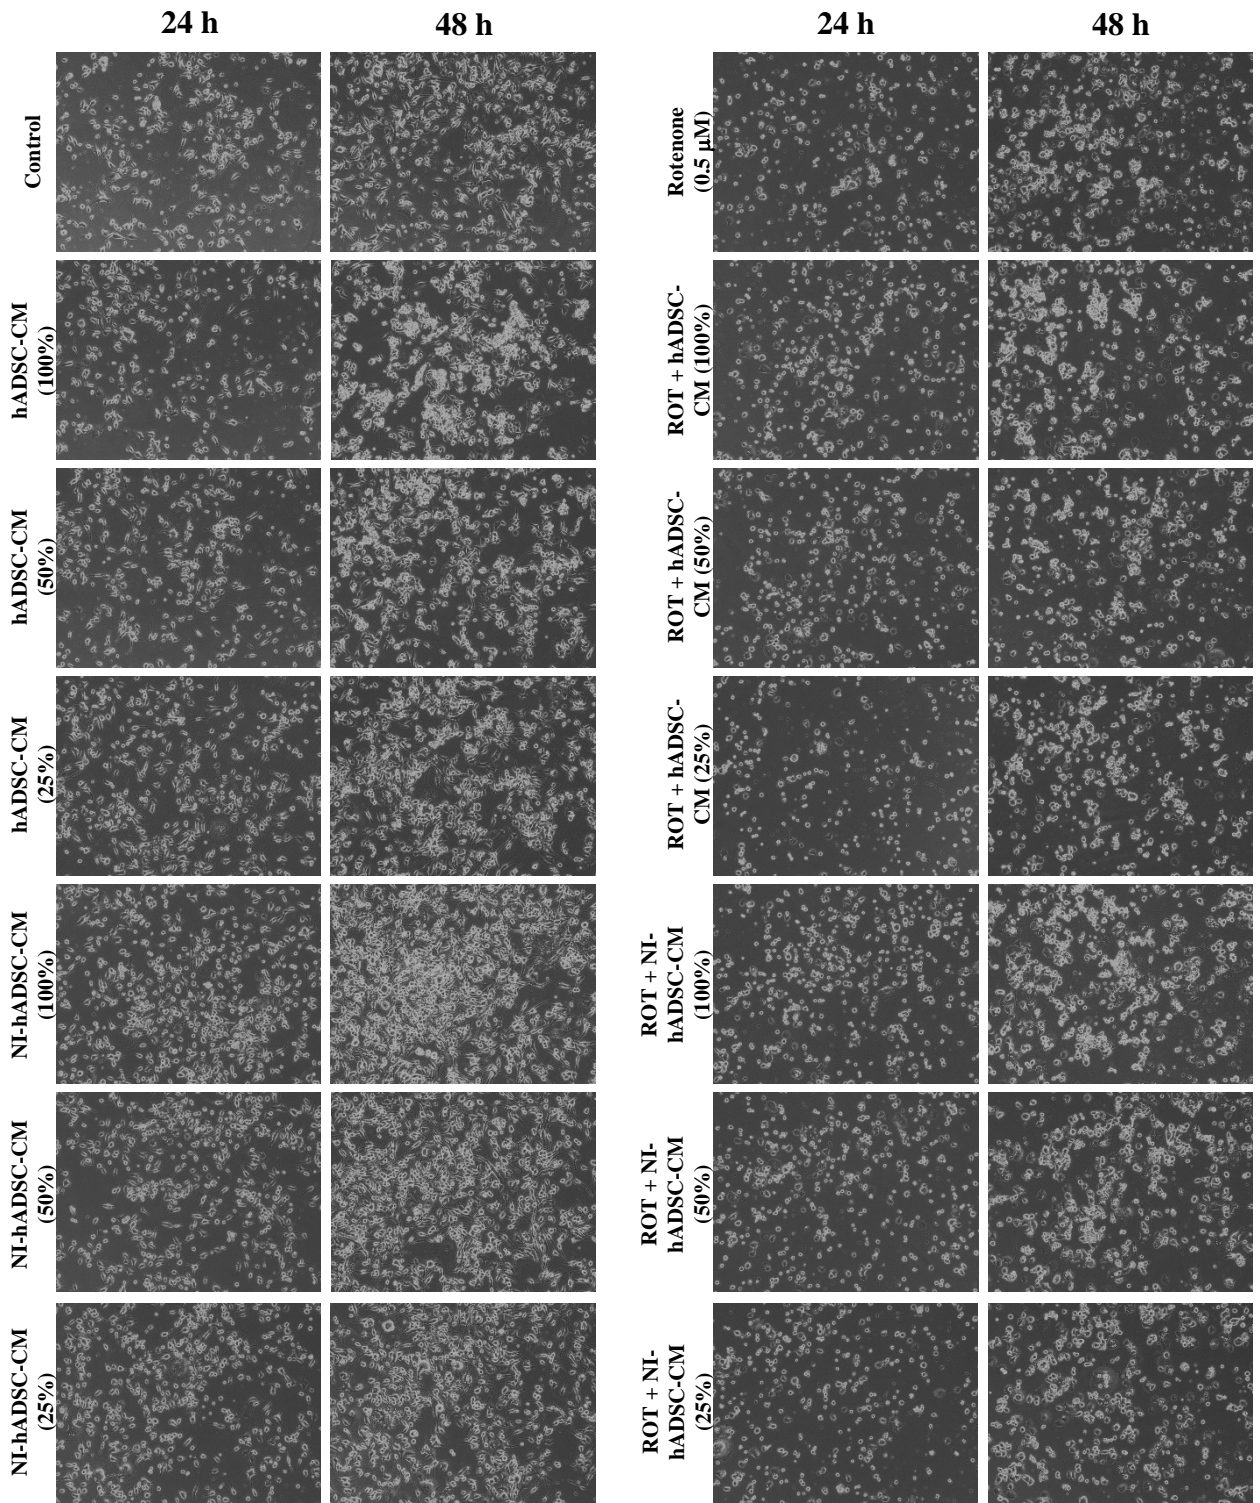 24 h
48 h
24 h
48 h
Control
Rotenone
(0.5 μM)
hADSC-CM
(100%)
ROT + hADSC-
CM (100%)
hADSC-CM
(50%)
ROT + hADSC-
CM (50%)
hADSC-CM
(25%)
ROT + hADSC-
CM (25%)
NI-hADSC-CM
(100%)
ROT + NI-
hADSC-CM
(100%)
NI-hADSC-CM
(50%)
ROT + NI-
hADSC-CM
(50%)
NI-hADSC-CM
(25%)
ROT + NI-
hADSC-CM
(25%)